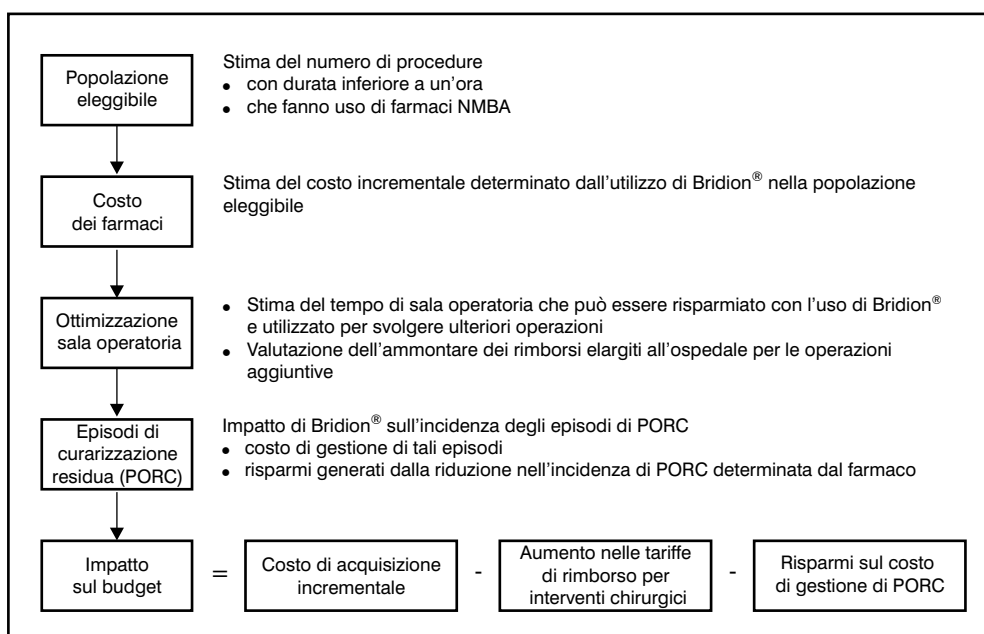 Popolazione
eleggibile
Stima del numero di procedure
• con durata inferiore a un'ora
• che fanno uso di farmaci NMBA
Costo
dei farmaci
Stima del costo incrementale determinato dall'utilizzo di Bridion® nella popolazione
eleggibile
Ottimizzazione
sala operatoria
• Stima del tempo di sala operatoria che può essere risparmiato con l'uso di Bridion®
e utilizzato per svolgere ulteriori operazioni
• Valutazione dell'ammontare dei rimborsi elargiti all'ospedale per le operazioni
aggiuntive
Episodi di
curarizzazione
residua (PORC)
Impatto di Bridion® sull'incidenza degli episodi di PORC
• costo di gestione di tali episodi
• risparmi generati dalla riduzione nell'incidenza di PORC determinata dal farmaco
Impatto
sul budget
=
Costo di acquisizione
incrementale
-
Aumento nelle tariffe
di rimborso per
interventi chirurgici
-
Risparmi sul costo
di gestione di PORC